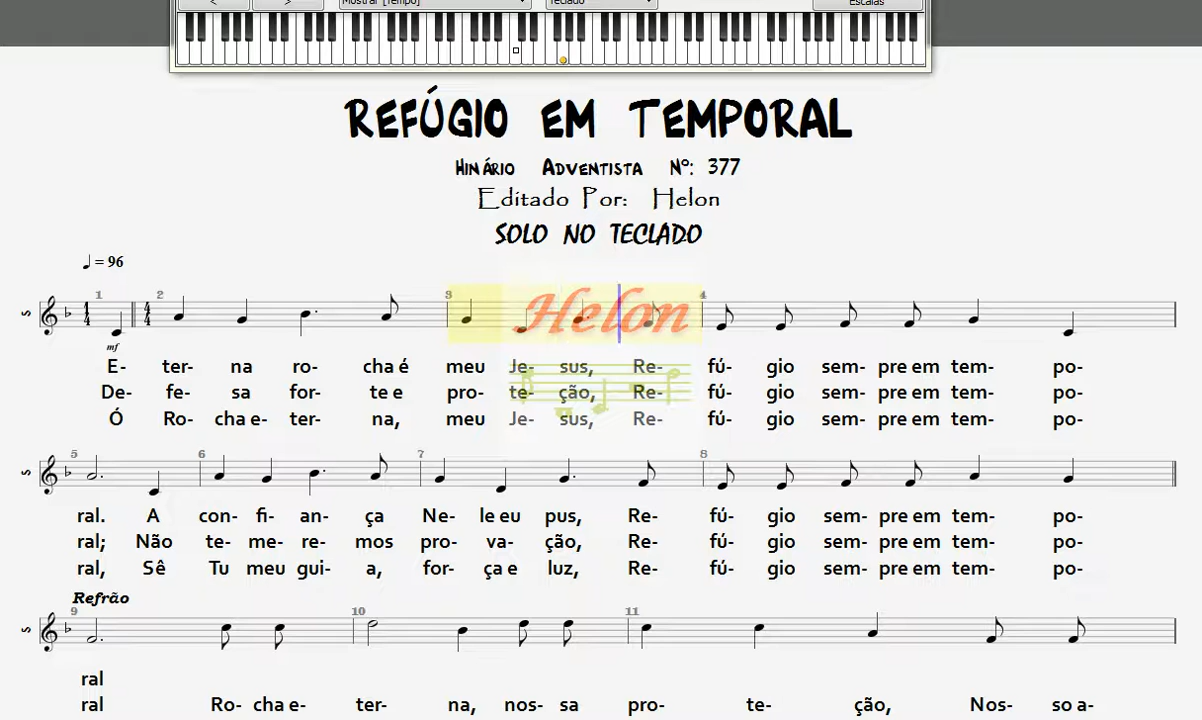 < > Mostrar [Tempo] Teclado Escalas
REFÚGIO EM TEMPORAL
HINÁRIO ADVENTISTA Nº: 377
Editado Por: Helon
SOLO NO TECLADO
= 96
1 2 3 4
S
Helon
mf
E- ter- na ro- cha é meu Je- sus, Re- fú- gio sem- pre em tem- po-
De- fe- sa for- te e pro- te- ção, Re- fú- gio sem- pre em tem- po-
Ó Ro- cha e- ter- na, meu Je- sus, Re- fú- gio sem- pre em tem- po-
5 6 7 8
S
ral. A con- fi- an- ça Ne- le eu pus, Re- fú- gio sem- pre em tem- po-
ral; Não te- me- re- mos pro- va- ção, Re- fú- gio sem- pre em tem- po-
ral, Sê Tu meu gui- a, for- ça e luz, Re- fú- gio sem- pre em tem- po-
Refrão
9 10 11
S
ral
ral Ro- cha e- ter- na, nos- sa pro- te- ção, Nos- so a-